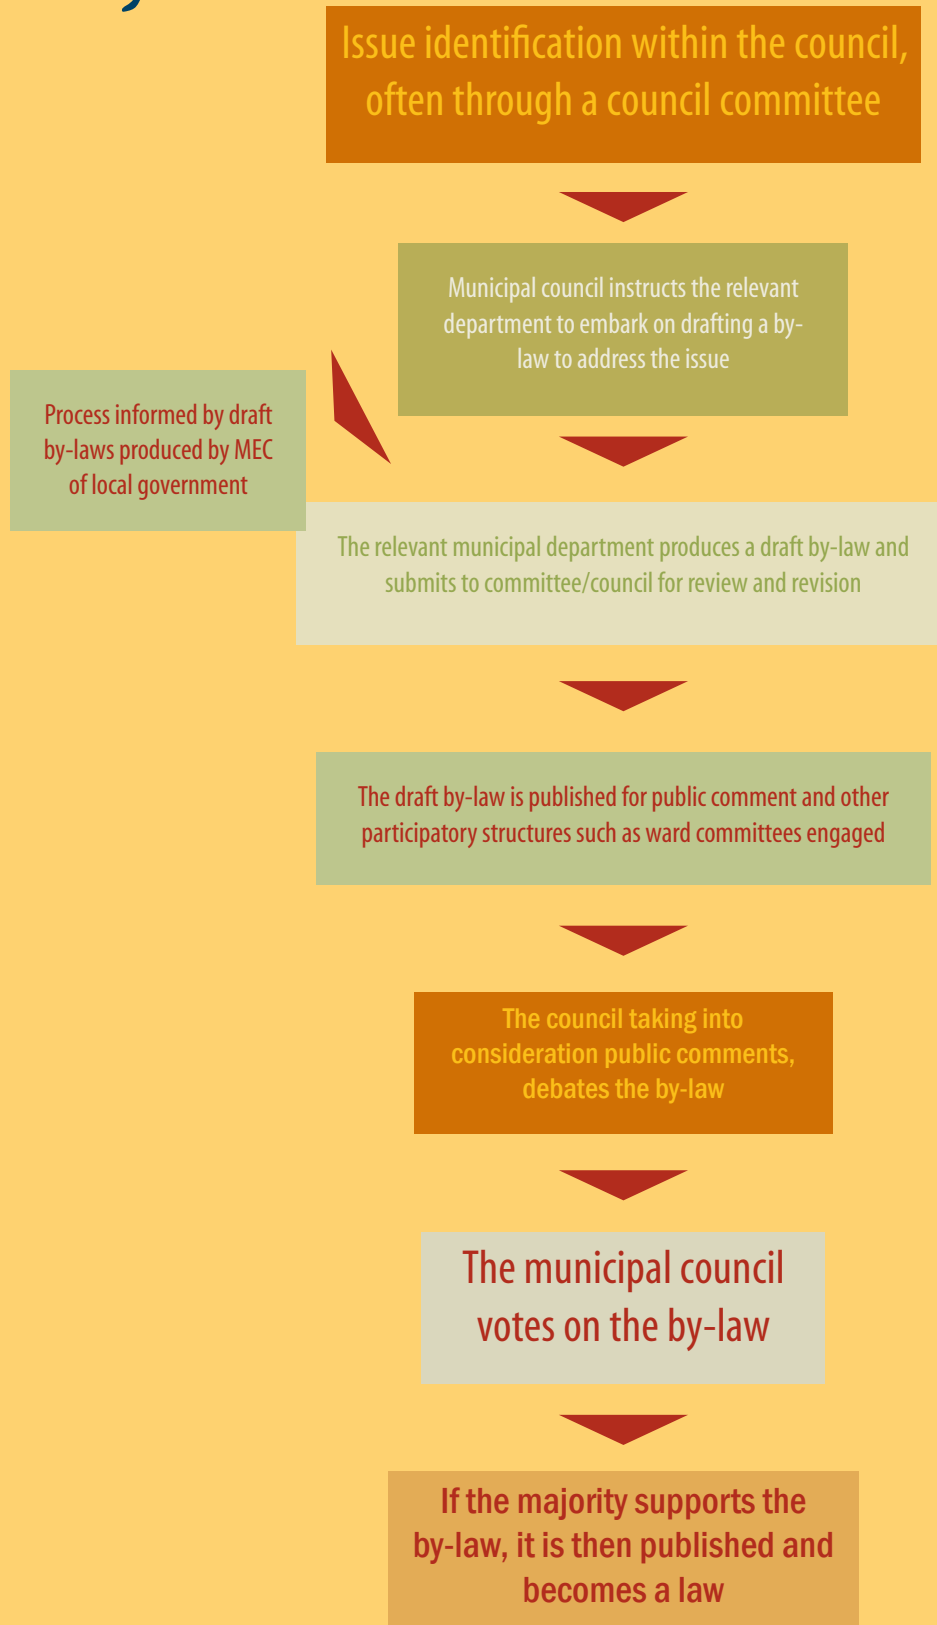 Issue identification within the council,
often through a council committee
Municipal council instructs the relevant
department to embark on drafting a by-
law to address the issue
Process informed by draft
by-laws produced by MEC
of local government
The relevant municipal department produces a draft by-law and
submits to committee/council for review and revision
The draft by-law is published for public comment and other
participatory structures such as ward committees engaged
The council taking into
consideration public comments,
debates the by-law
The municipal council
votes on the by-law
If the majority supports the
by-law, it is then published and
becomes a law